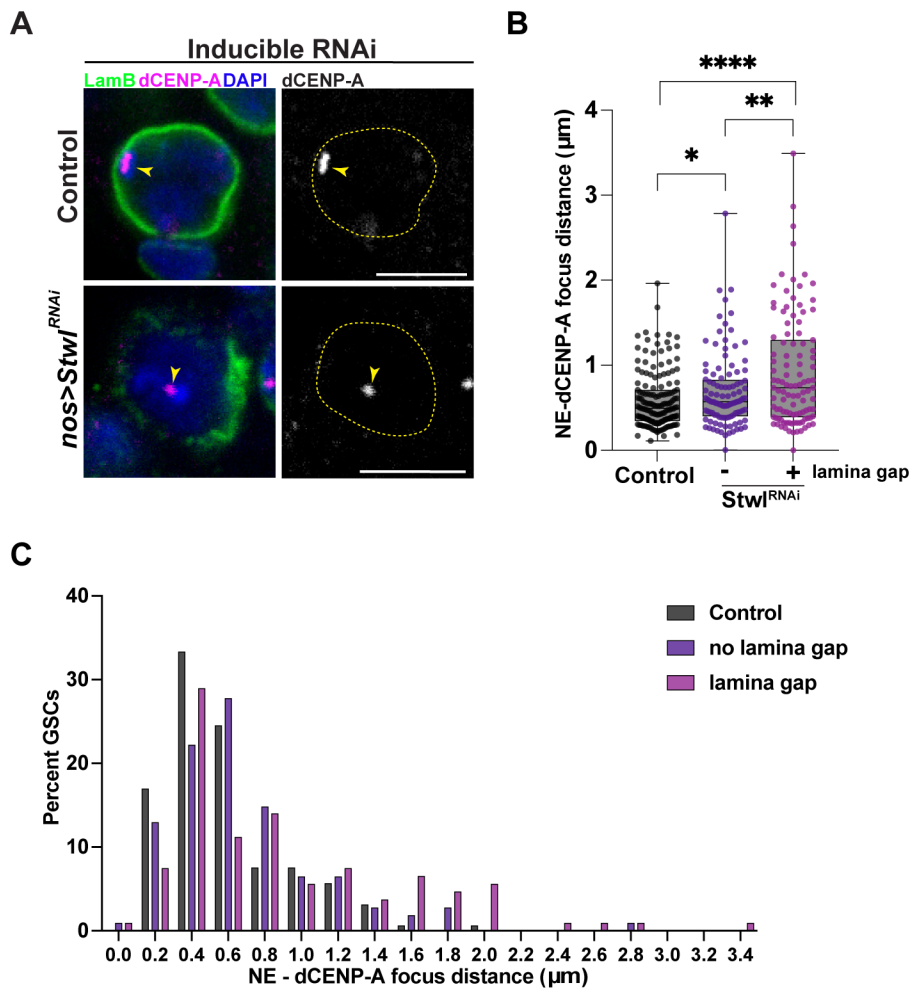 A
Inducible RNAi
LamB dCENP-A DAPI
dCENP-A
Control
nos>Stwl^RNAi
B
NE-dCENP-A focus distance (µm)
4
3
2
1
0
****
**
*
Control
-
+
lamina gap
Stwl^RNAi
C
Percent GSCs
40
30
20
10
0
Control
no lamina gap
lamina gap
0.0 0.2 0.4 0.6 0.8 1.0 1.2 1.4 1.6 1.8 2.0 2.2 2.4 2.6 2.8 3.0 3.2 3.4
NE - dCENP-A focus distance (µm)